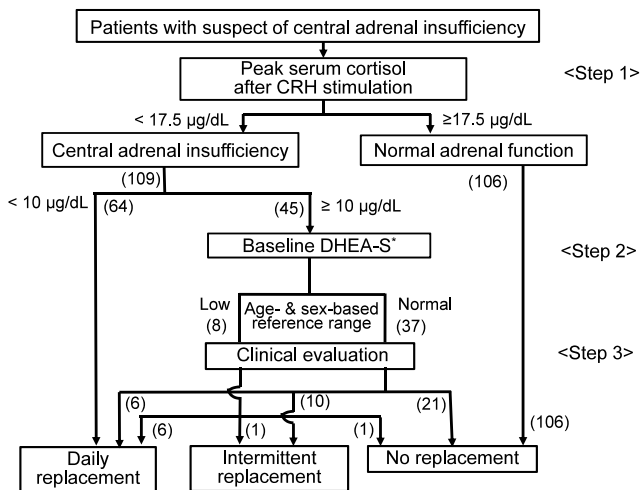 Patients with suspect of central adrenal insufficiency
Peak serum cortisol
after CRH stimulation
<Step 1>
< 17.5 µg/dL
≥17.5 µg/dL
Central adrenal insufficiency
Normal adrenal function
(109)
(106)
< 10 µg/dL
(64)
(45)
≥ 10 µg/dL
Baseline DHEA-S*
<Step 2>
Low
(8)
Age- & sex-based
reference range
Normal
(37)
Clinical evaluation
<Step 3>
(6)
(10)
(21)
(6)
(1)
(1)
(106)
Daily
replacement
Intermittent
replacement
No replacement